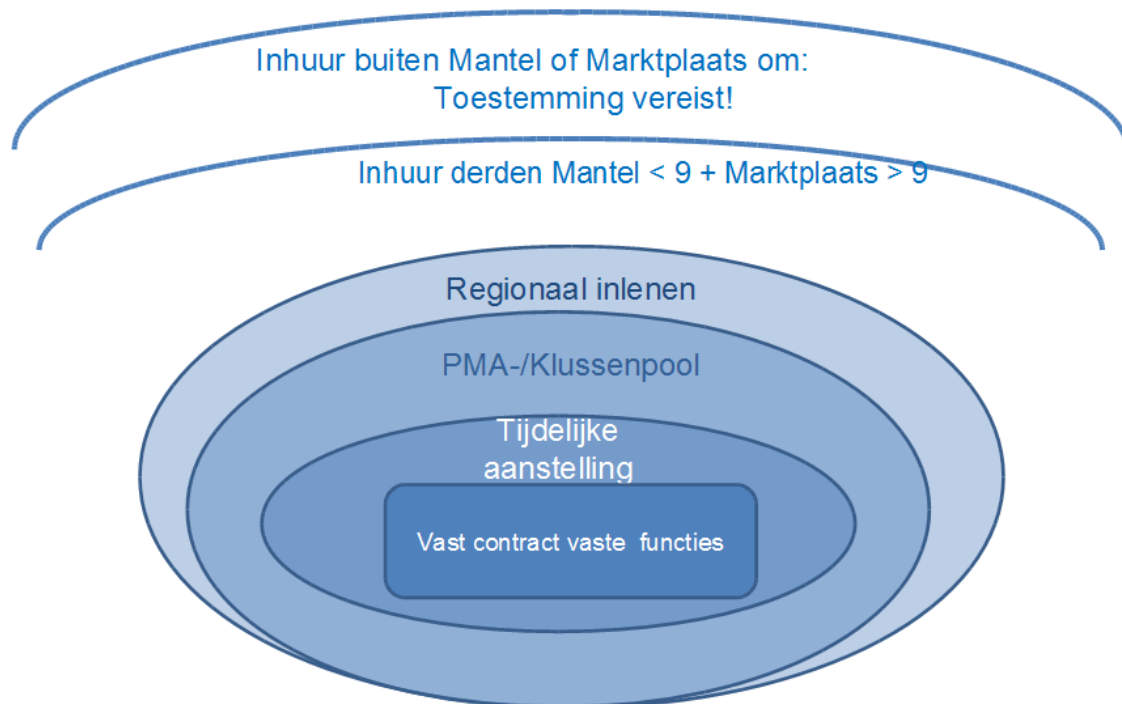 Inhuur buiten Mantel of Marktplaats om:
Toestemming vereist!
Inhuur derden Mantel < 9 + Marktplaats > 9
Regionaal inlenen
PMA-/Klussenpool
Tijdelijke
aanstelling
Vast contract vaste functies